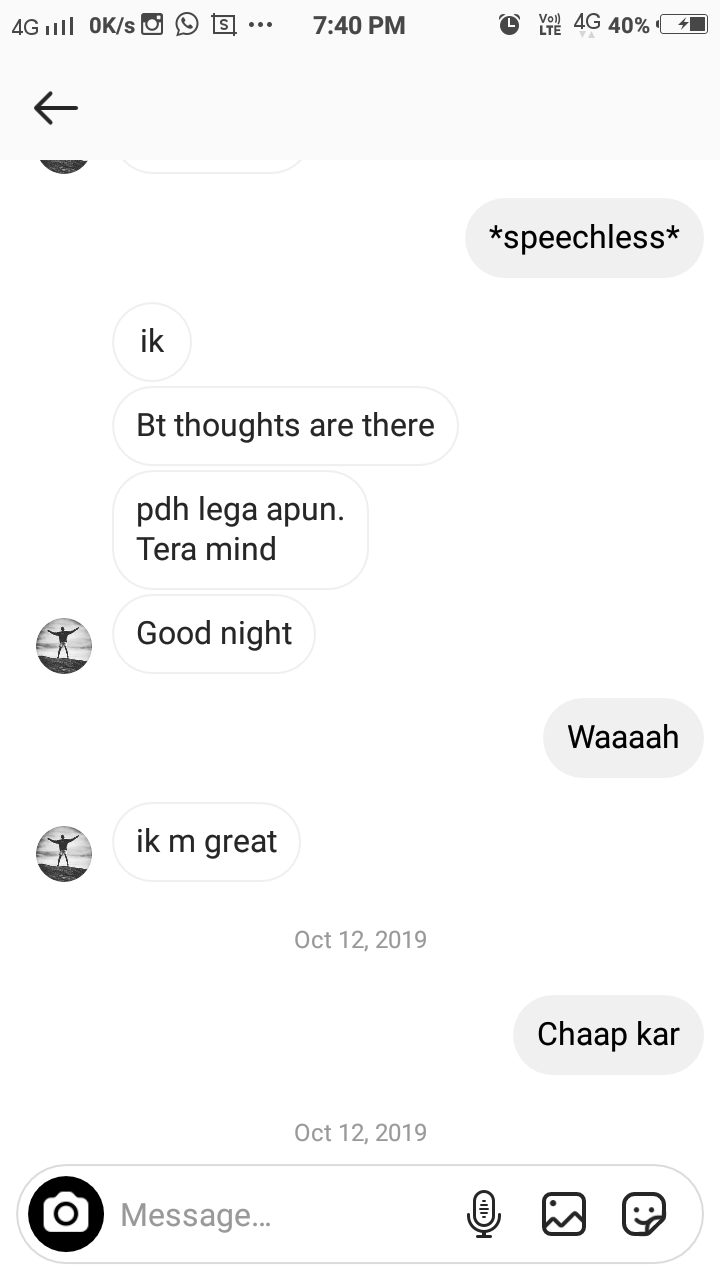 4G 0K/s S ••• 7:40 PM Vo)) LTE 4G 40%
*speechless*
ik
Bt thoughts are there
pdh lega apun.
Tera mind
Good night
Waaaah
ik m great
Oct 12, 2019
Chaap kar
Oct 12, 2019
Message...